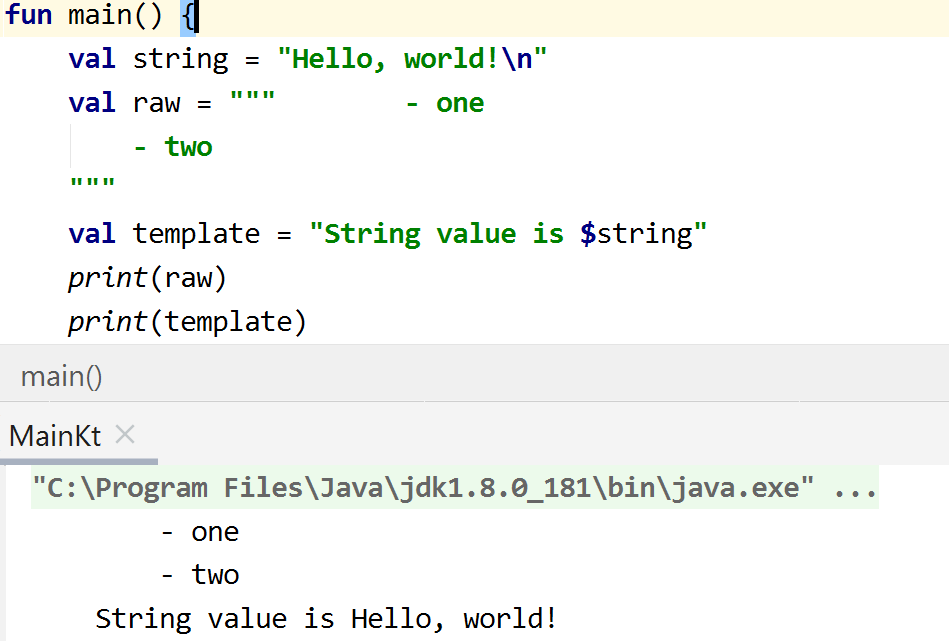 fun main() {
    val string = "Hello, world!\n"
    val raw = """        - one
        - two
    """
    val template = "String value is $string"
    print(raw)
    print(template)
main()
MainKt ×
"C:\Program Files\Java\jdk1.8.0_181\bin\java.exe" ...
        - one
        - two
    String value is Hello, world!